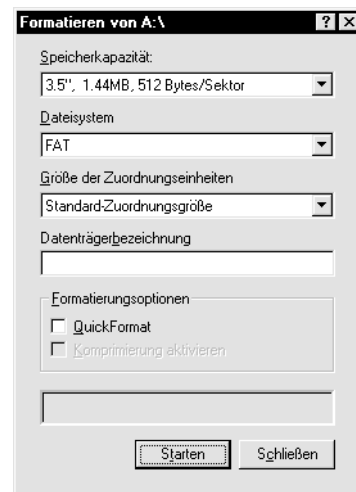 Formatieren von A:\
Speicherkapazität:
3.5", 1.44MB, 512 Bytes/Sektor
Dateisystem
FAT
Größe der Zuordnungseinheiten
Standard-Zuordnungsgröße
Datenträgerbezeichnung
Formatierungsoptionen
QuickFormat
Komprimierung aktivieren
Starten Schließen